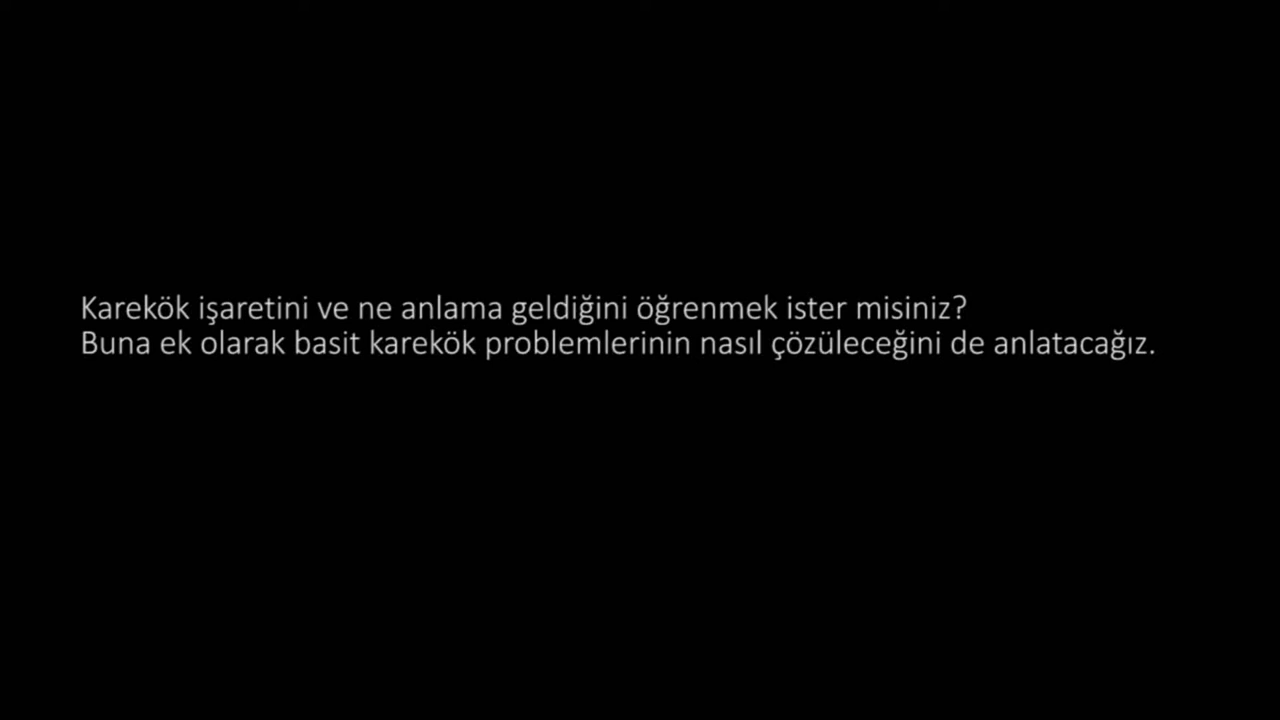 Karekök işaretini ve ne anlama geldiğini öğrenmek ister misiniz?
Buna ek olarak basit karekök problemlerinin nasıl çözüleceğini de anlatacağız.